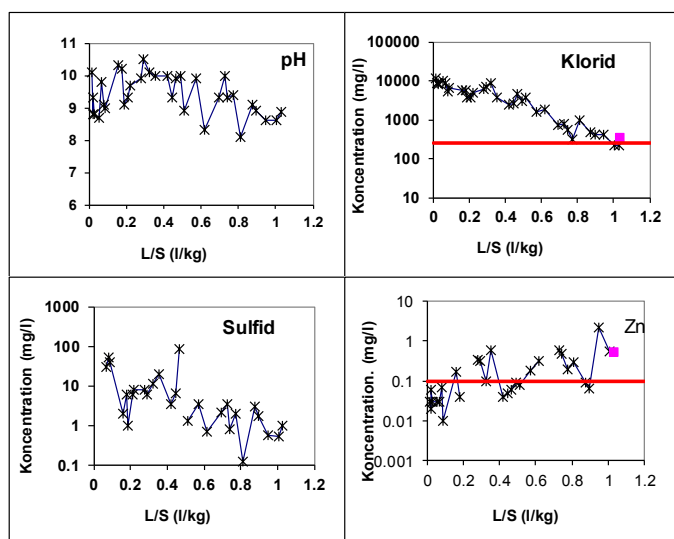 pH
11
10
9
8
7
6
0 0.2 0.4 0.6 0.8 1 1.2
L/S (l/kg)
Klorid
Koncentration (mg/l)
100000
10000
1000
100
10
0 0.2 0.4 0.6 0.8 1 1.2
L/S (l/kg)
Sulfid
Koncentration (mg/l)
1000
100
10
1
0.1
0 0.2 0.4 0.6 0.8 1 1.2
L/S (l/kg)
Zn
Koncentration. (mg/l)
10
1
0.1
0.01
0.001
0 0.2 0.4 0.6 0.8 1 1.2
L/S (l/kg)